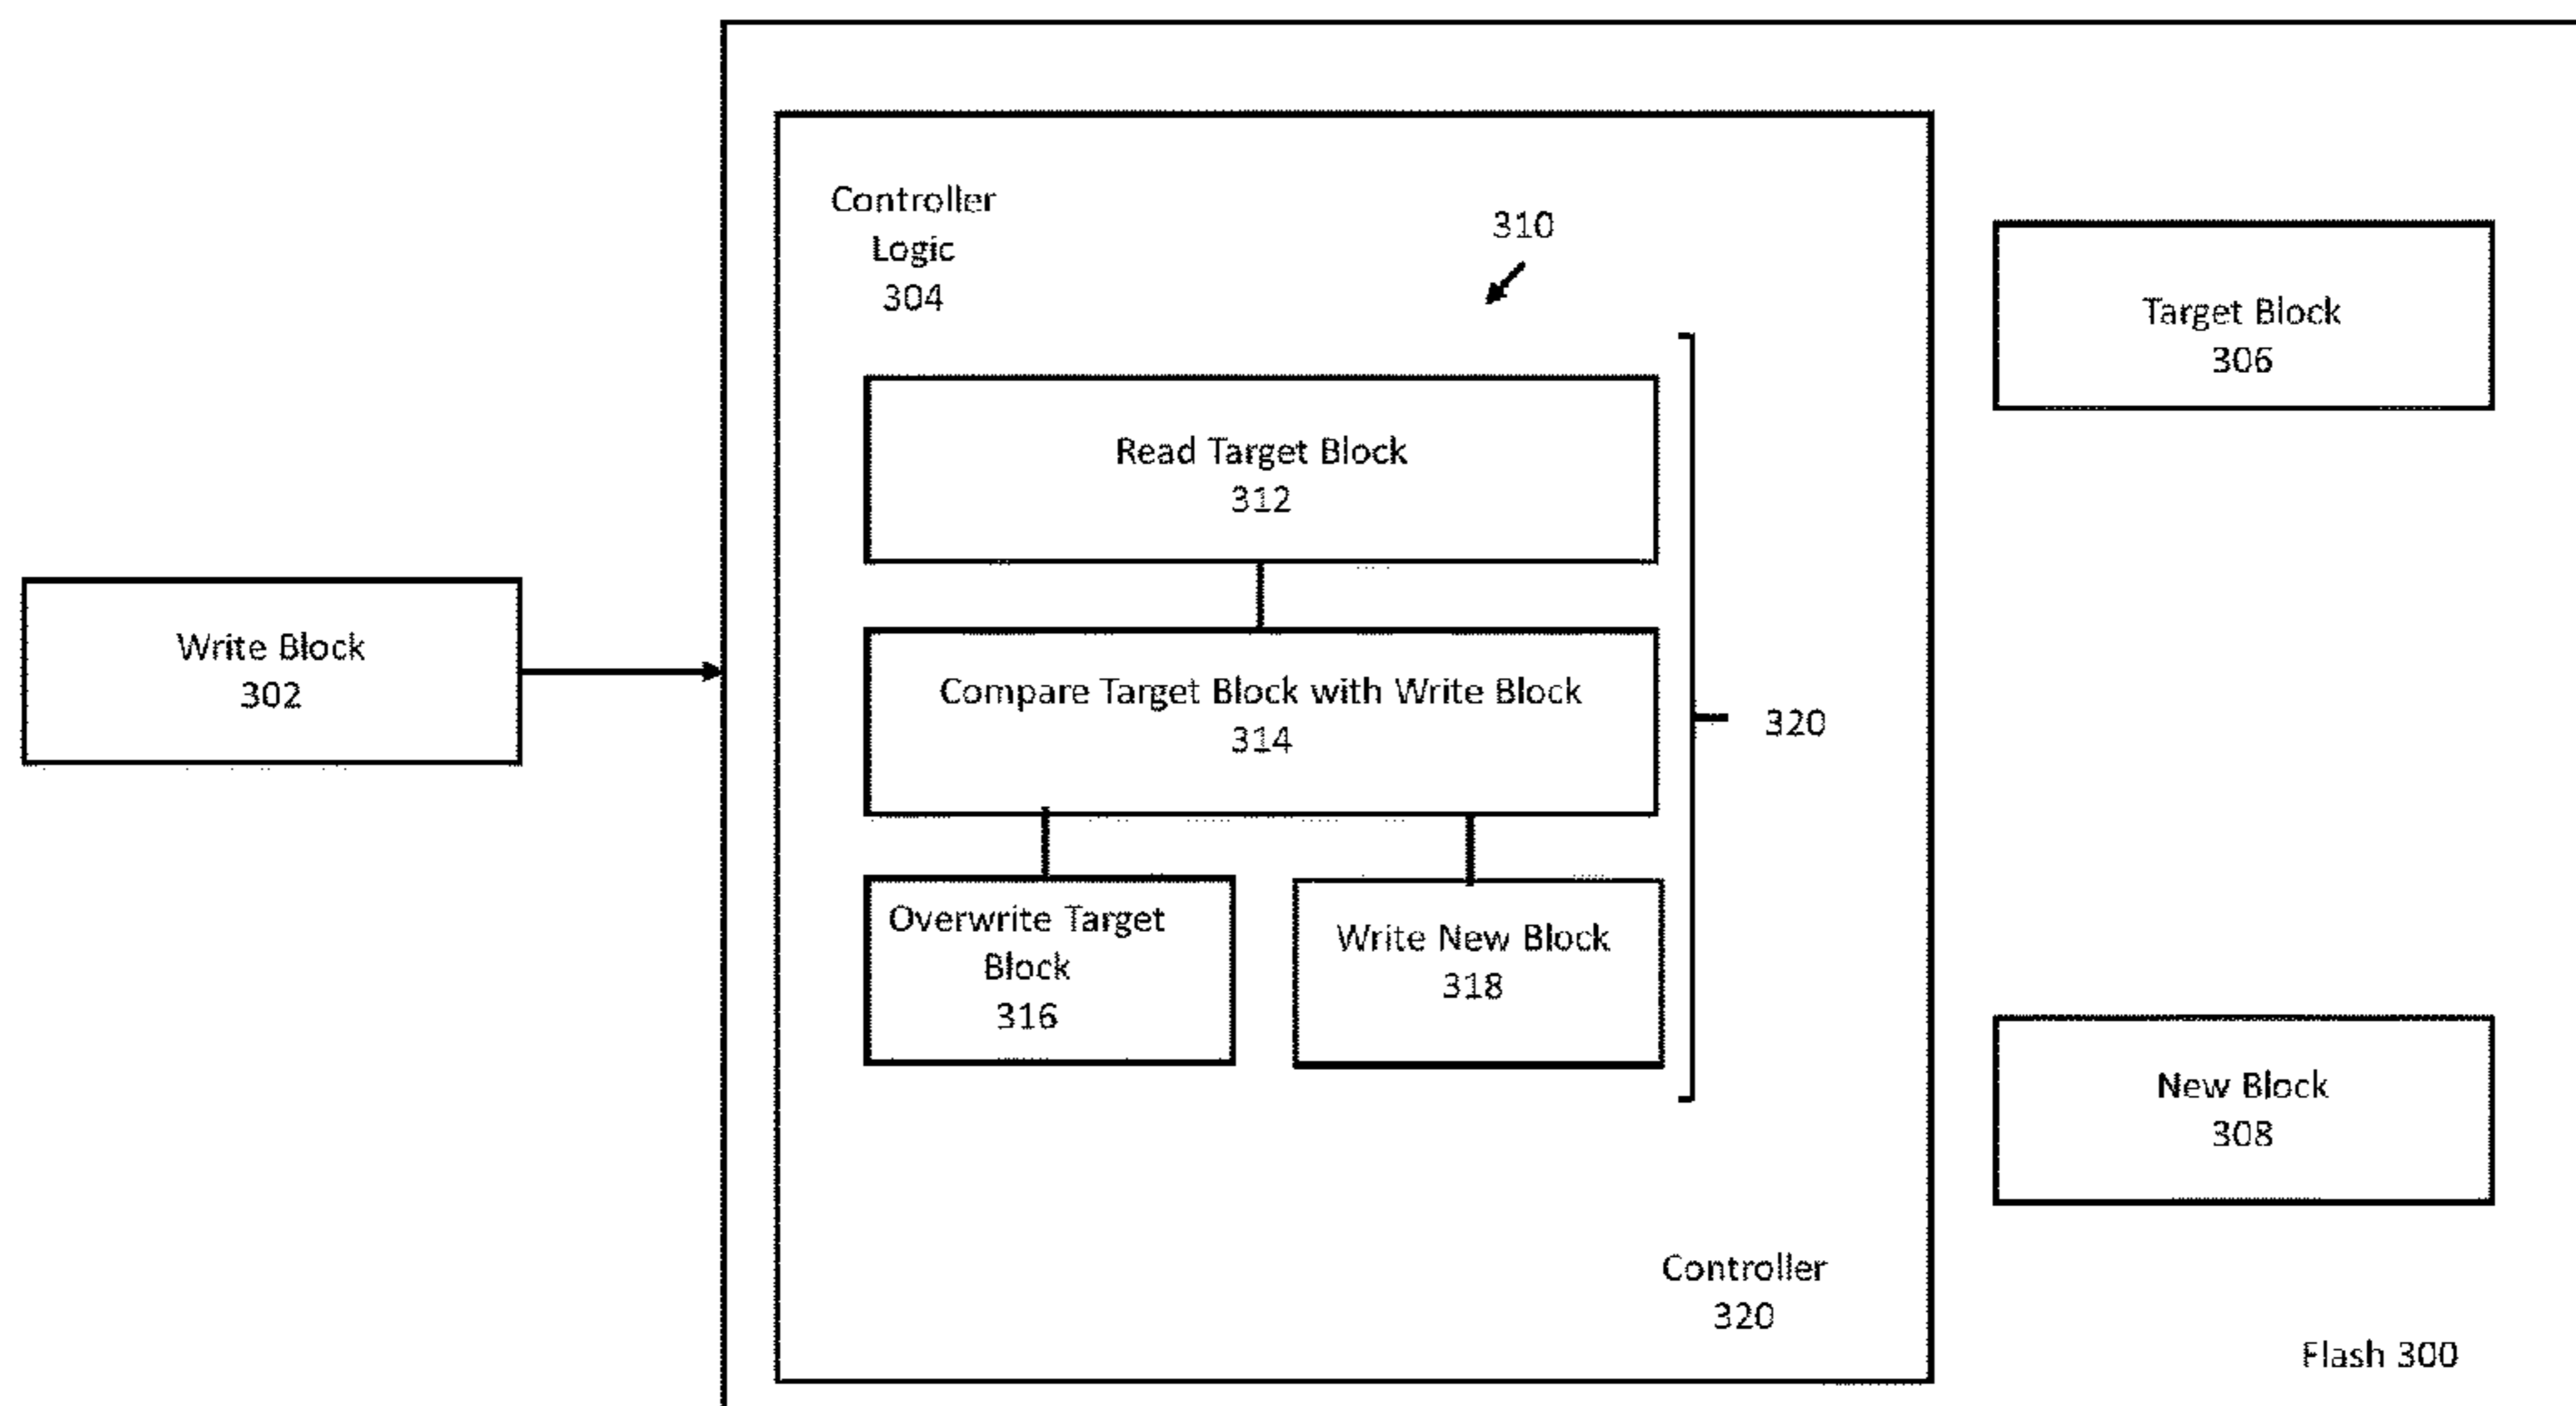 Controller
Logic
304
310
Target Block
306
Read Target Block
312
Write Block
302
Compare Target Block with Write Block
314
320
Overwrite Target
Block
316
Write New Block
318
New Block
308
Controller
320
Flash 300